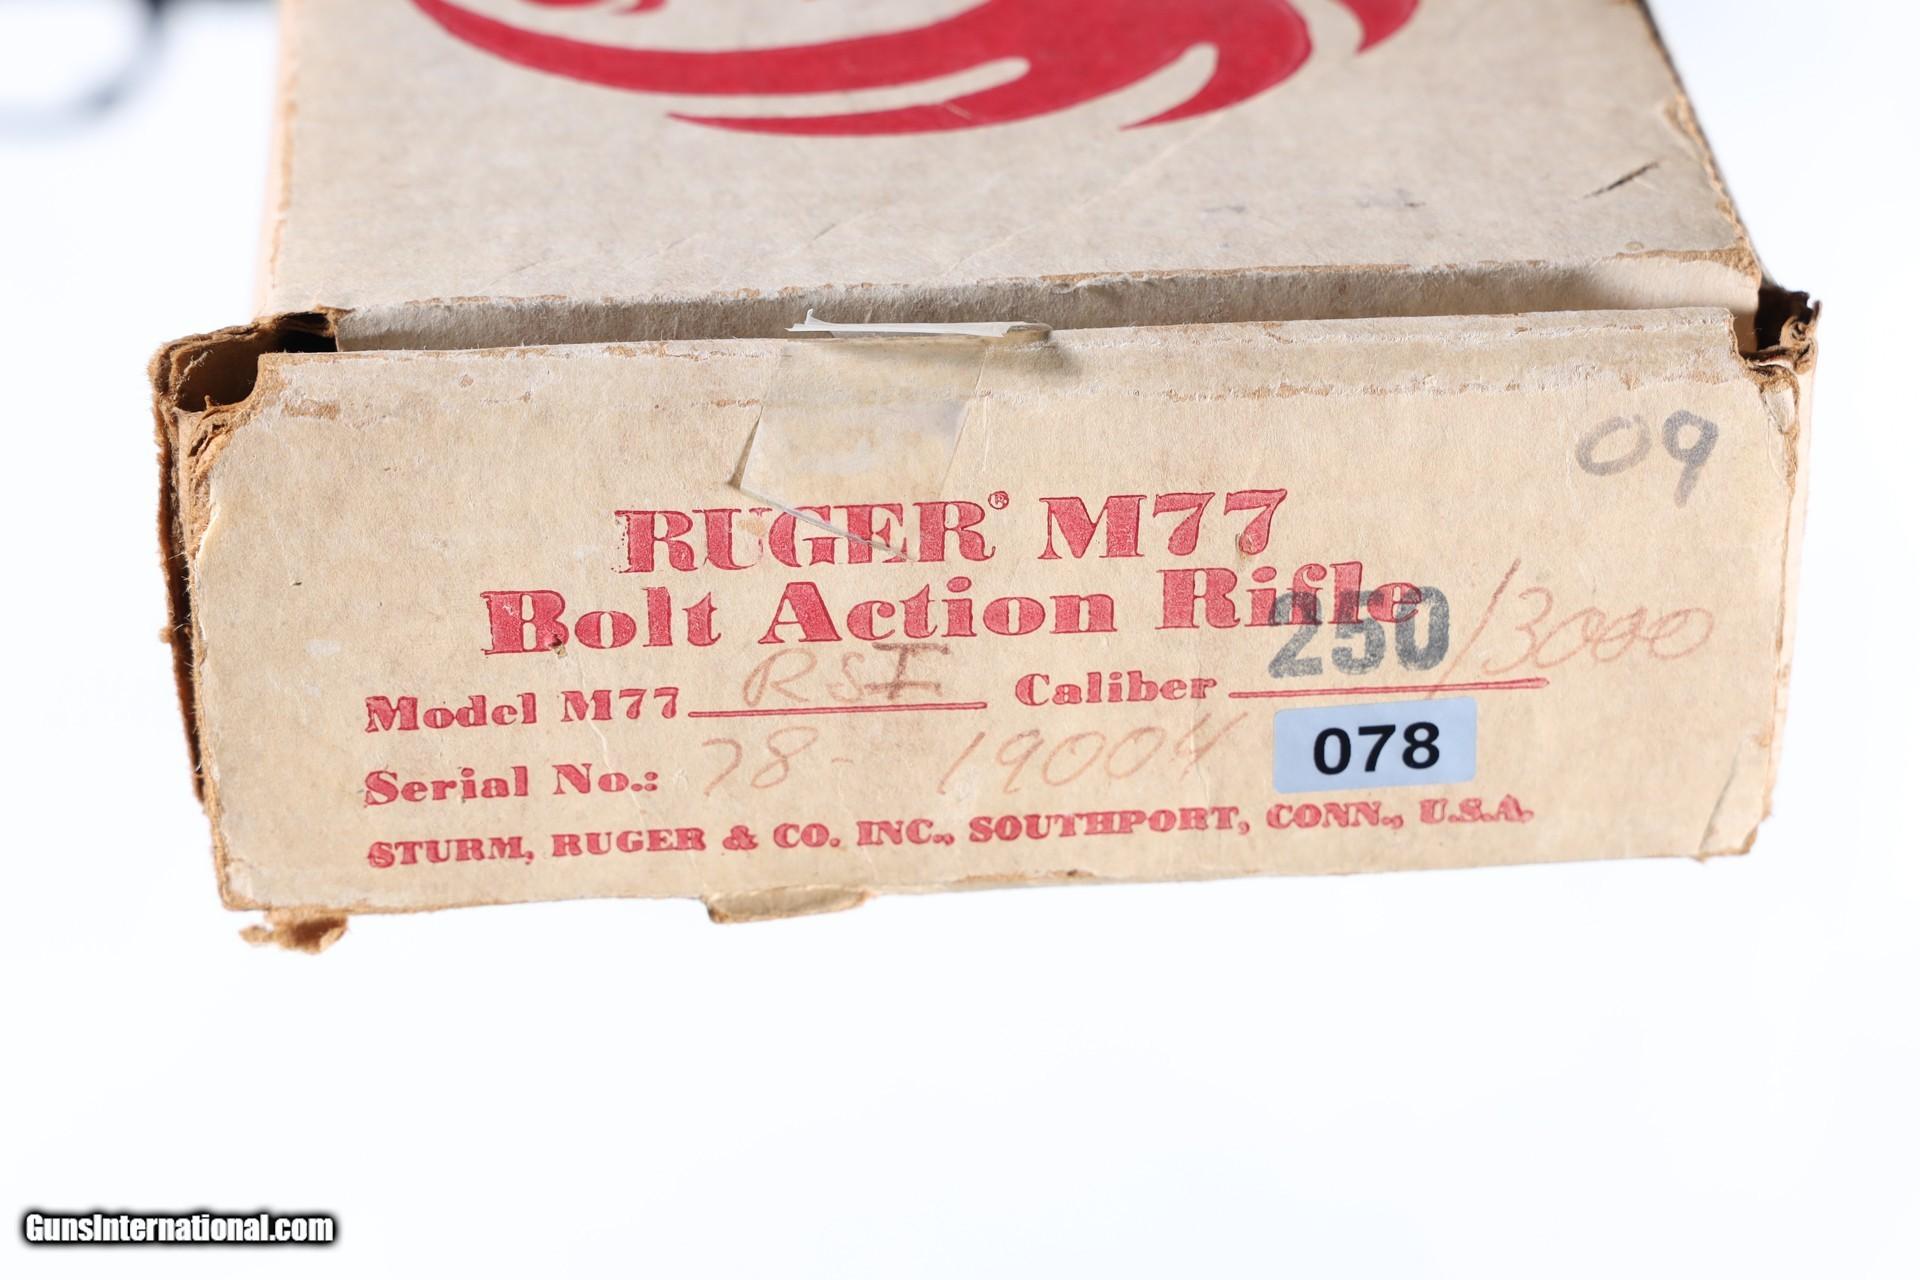 09
RUGER® M77
Bolt Action Rifle
Model M77 RSI Caliber 250/3000
Serial No.: 78-19004
078
STURM, RUGER & CO. INC., SOUTHPORT, CONN., U.S.A.
GunsInternational.com